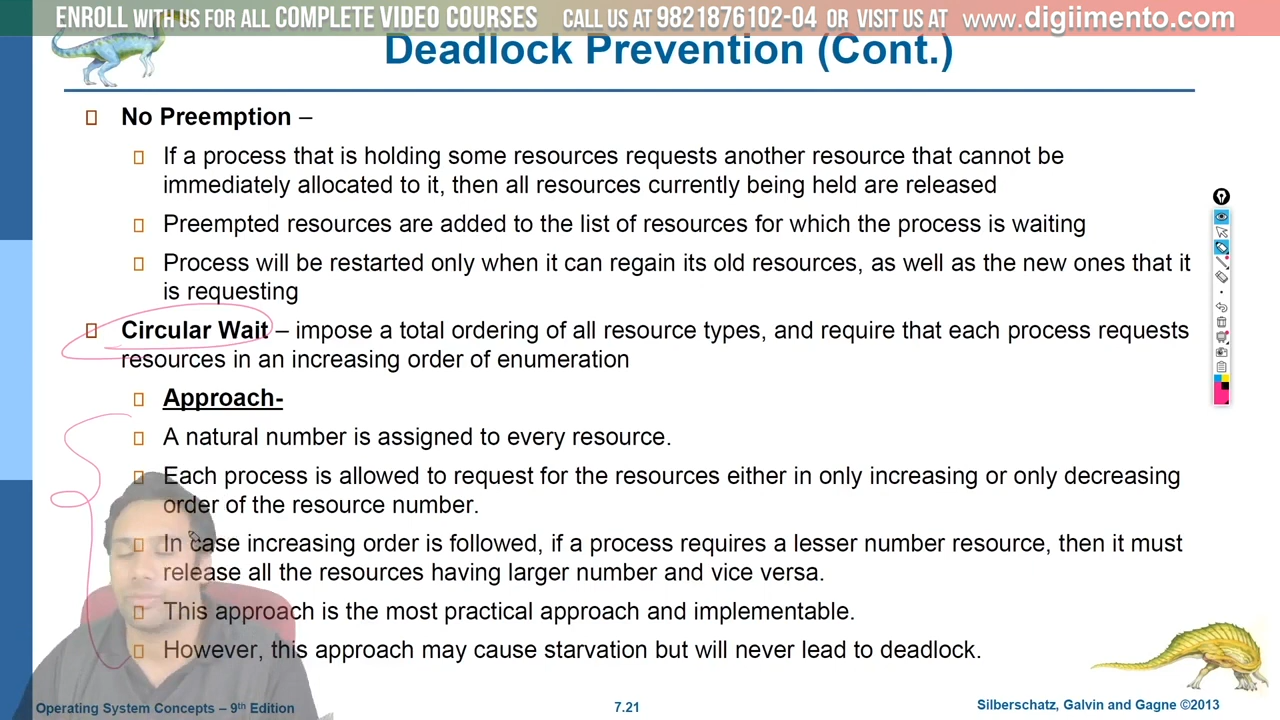 ENROLL WITH US FOR ALL COMPLETE VIDEO COURSES CALL US AT 9821876102-04 OR VISIT US AT www.digiimento.com
Deadlock Prevention (Cont.)
No Preemption –
If a process that is holding some resources requests another resource that cannot be
immediately allocated to it, then all resources currently being held are released
Preempted resources are added to the list of resources for which the process is waiting
Process will be restarted only when it can regain its old resources, as well as the new ones that it
is requesting
Circular Wait – impose a total ordering of all resource types, and require that each process requests
resources in an increasing order of enumeration
Approach-
A natural number is assigned to every resource.
Each process is allowed to request for the resources either in only increasing or only decreasing
order of the resource number.
In case increasing order is followed, if a process requires a lesser number resource, then it must
release all the resources having larger number and vice versa.
This approach is the most practical approach and implementable.
However, this approach may cause starvation but will never lead to deadlock.
Operating System Concepts – 9th Edition
7.21
Silberschatz, Galvin and Gagne ©2013